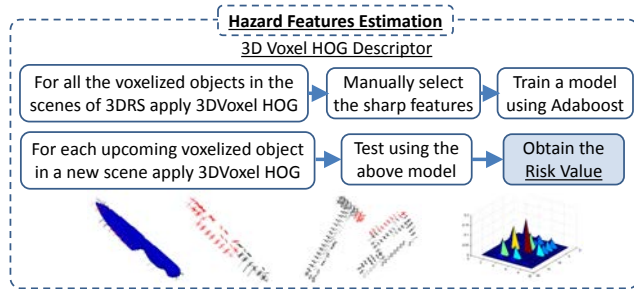 Hazard Features Estimation
3D Voxel HOG Descriptor
For all the voxelized objects in the
scenes of 3DRS apply 3DVoxel HOG
Manually select
the sharp features
Train a model
using Adaboost
For each upcoming voxelized object
in a new scene apply 3DVoxel HOG
Test using the
above model
Obtain the
Risk Value